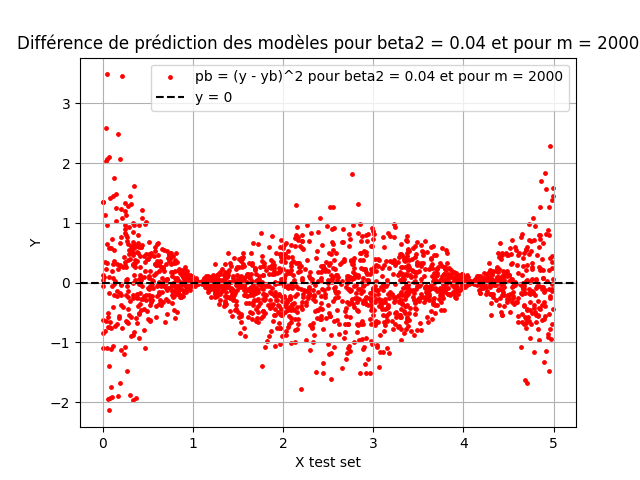 Différence de prédiction des modèles pour beta2 = 0.04 et pour m = 2000
pb = (y - yb)^2 pour beta2 = 0.04 et pour m = 2000
y = 0
3
2
1
0
−1
−2
Y
0 1 2 3 4 5
X test set